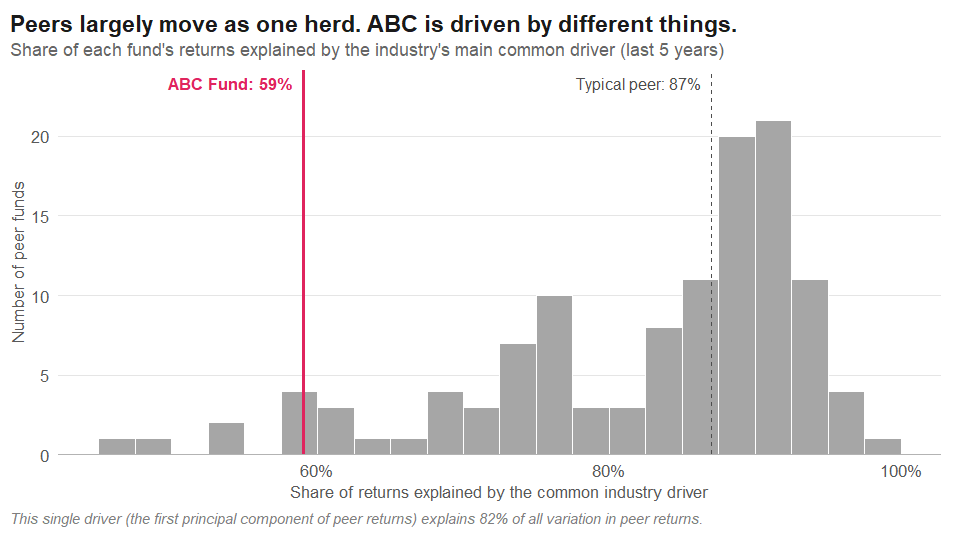 Peers largely move as one herd. ABC is driven by different things.
Share of each fund's returns explained by the industry's main common driver (last 5 years)
ABC Fund: 59%
Typical peer: 87%
Number of peer funds
20
15
10
5
0
60%
80%
100%
Share of returns explained by the common industry driver
This single driver (the first principal component of peer returns) explains 82% of all variation in peer returns.